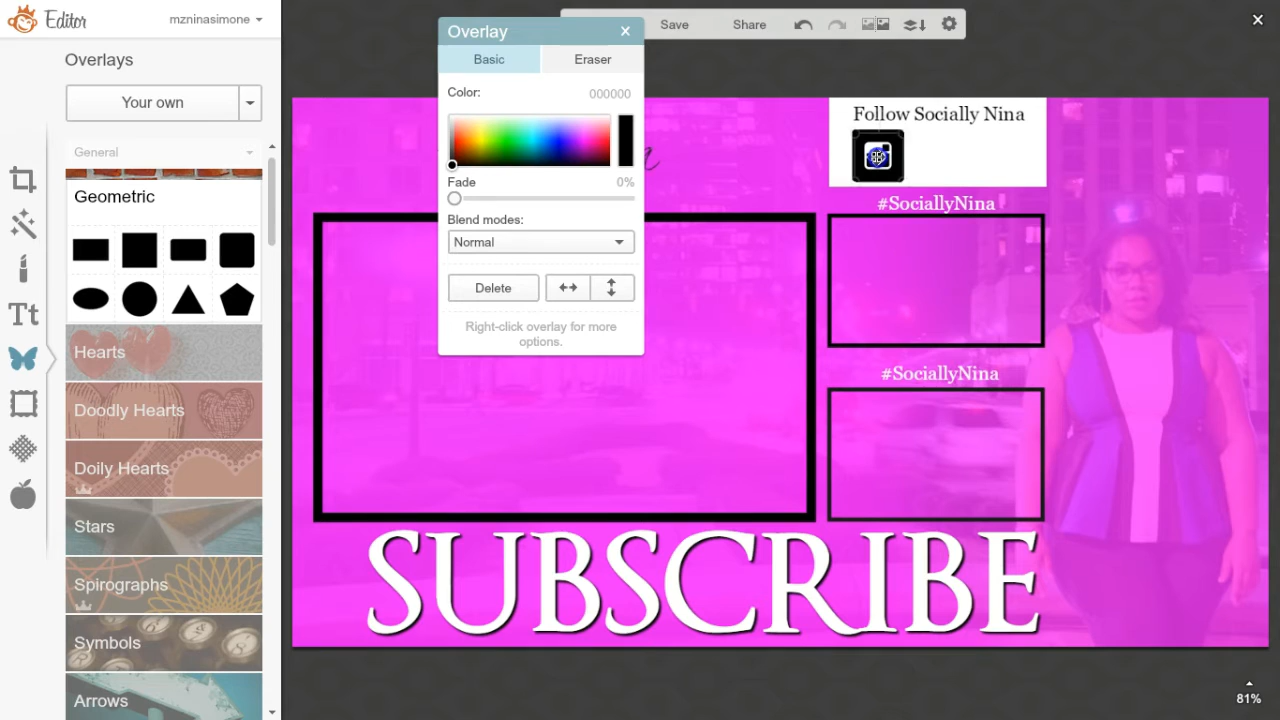 Editor
mzninasimone
Overlays
Your own
General
Geometric
Hearts
Doodly Hearts
Doily Hearts
Stars
Spirographs
Symbols
Arrows
Tt
Overlay
Basic
Eraser
Color:
000000
Fade
0%
Blend modes:
Normal
Delete
Right-click overlay for more
options.
Save
Share
Follow Socially Nina
#SociallyNina
#SociallyNina
SUBSCRIBE
81%